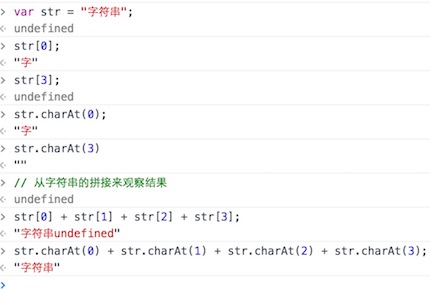 > var str = "字符串";
< undefined
> str[0];
< "字"
> str[3];
< undefined
> str.charAt(0);
< "字"
> str.charAt(3)
< ""
> // 从字符串的拼接来观察结果
< undefined
> str[0] + str[1] + str[2] + str[3];
< "字符串undefined"
> str.charAt(0) + str.charAt(1) + str.charAt(2) + str.charAt(3);
< "字符串"
>